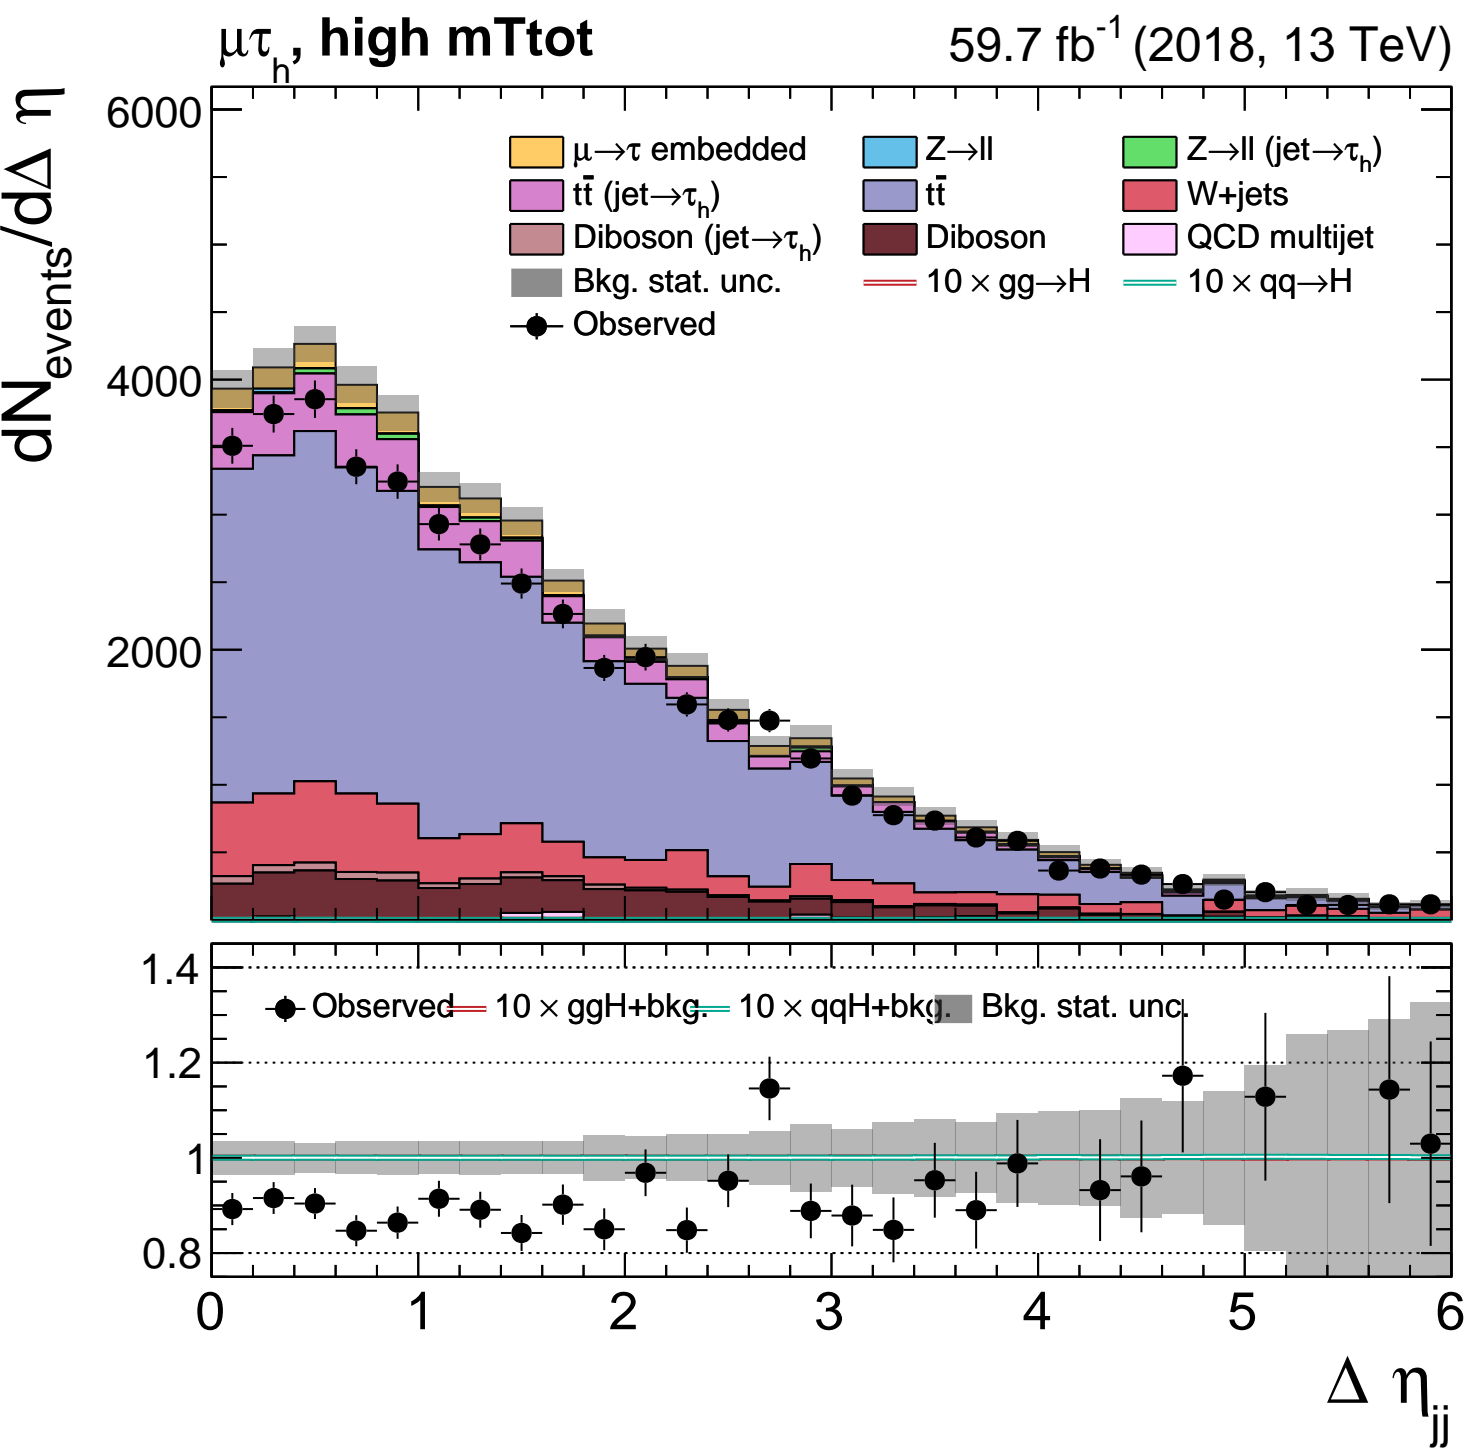 μτh, high mTtot 59.7 fb-1 (2018, 13 TeV)
dNevents/dΔ η
6000
4000
2000
μ→τ embedded Z→ll Z→ll (jet→τh)
tt̄ (jet→τh) tt̄ W+jets
Diboson (jet→τh) Diboson QCD multijet
Bkg. stat. unc. 10 × gg→H 10 × qq→H
Observed
1.4
1.2
1
0.8
Observed 10 × ggH+bkg. 10 × qqH+bkg. Bkg. stat. unc.
0 1 2 3 4 5 6
Δ ηjj